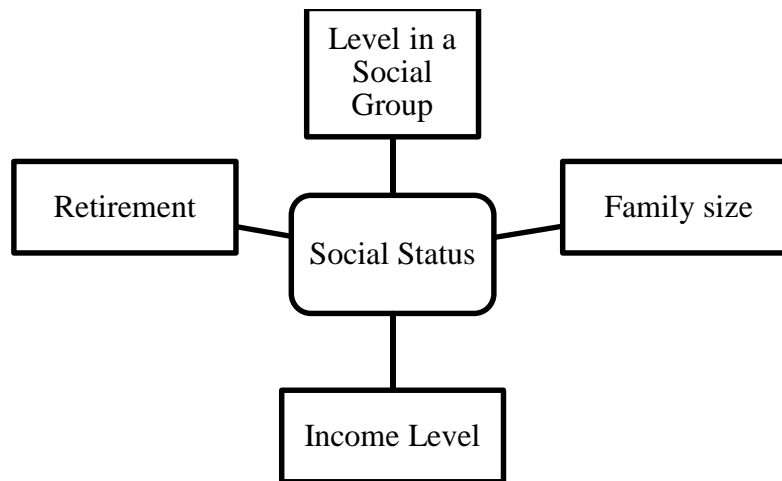 Level in a
Social
Group
Retirement
Family size
Social Status
Income Level